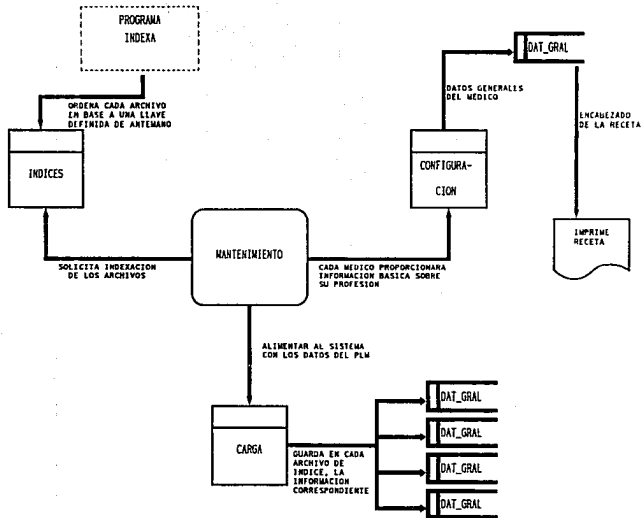 PROGRAMA
INDEXA
ORDENA CADA ARCHIVO
EN BASE A UNA LLAVE
DEFINIDA DE ANTEMANO
INDICES
SOLICITA INDEXACION
DE LOS ARCHIVOS
MANTENIMIENTO
DAT_GRAL
DATOS GENERALES
DEL MEDICO
ENCABEZADO
DE LA RECETA
CONFIGURA-
CION
IMPRIME
RECETA
CADA MEDICO PROPORCIONARA
INFORMACION BASICA SOBRE
SU PROFESION
ALIMENTAR AL SISTEMA
CON LOS DATOS DEL PLM
CARGA
GUARDA EN CADA
ARCHIVO DE
INDICE, LA
INFORMACION
CORRESPONDIENTE
DAT_GRAL
DAT_GRAL
DAT_GRAL
DAT_GRAL